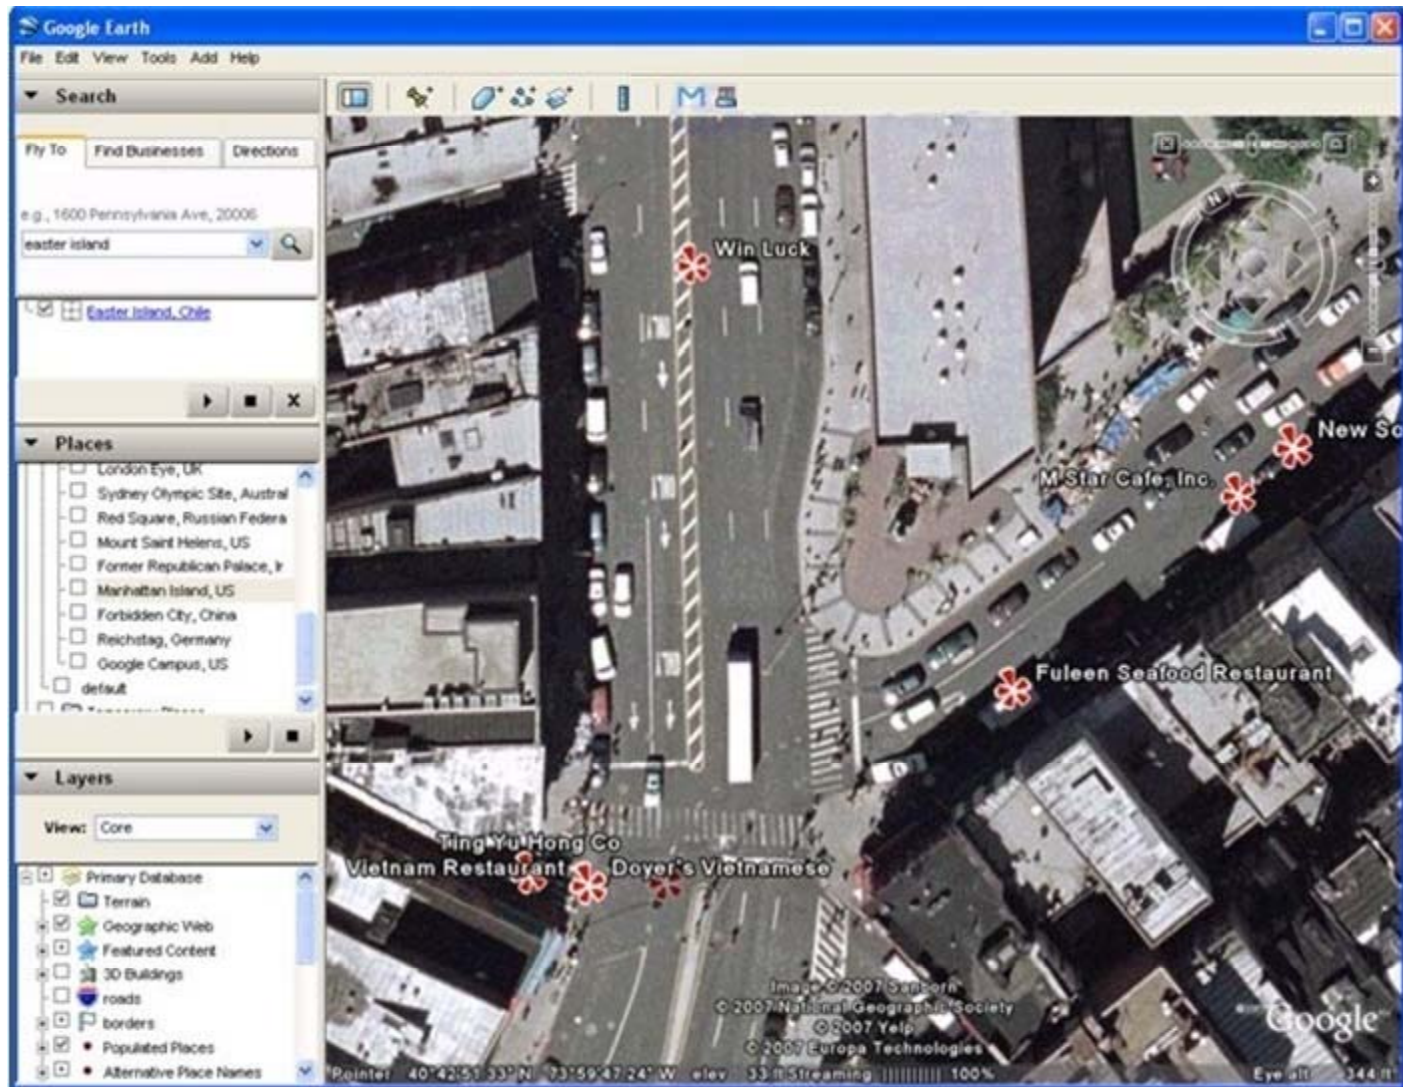 Google Earth
File Edit View Tools Add Help
Search
Fly To Find Businesses Directions
e.g., 1600 Pennsylvania Ave, 20006
easter island
Easter Island, Chile
Places
London Eye, UK
Sydney Olympic Site, Austral
Red Square, Russian Federa
Mount Saint Helens, US
Former Republican Palace, Ir
Manhattan Island, US
Forbidden City, China
Reichstag, Germany
Google Campus, US
default
Temporary Places
Layers
View: Core
Primary Database
Terrain
Geographic Web
Featured Content
3D Buildings
roads
borders
Populated Places
Alternative Place Names
N
Win Luck
New So
M Star Cafe, Inc.
Fuleen Seafood Restaurant
Ting Yu Hong Co
Vietnam Restaurant Doyer's Vietnamese
Image © 2007 Sanborn
© 2007 National Geographic Society
© 2007 Yelp
© 2007 Europa Technologies
Google
Pointer 40°42'51.33" N 73°59'47.24" W elev 33 ft Streaming 100% Eye alt 344 ft